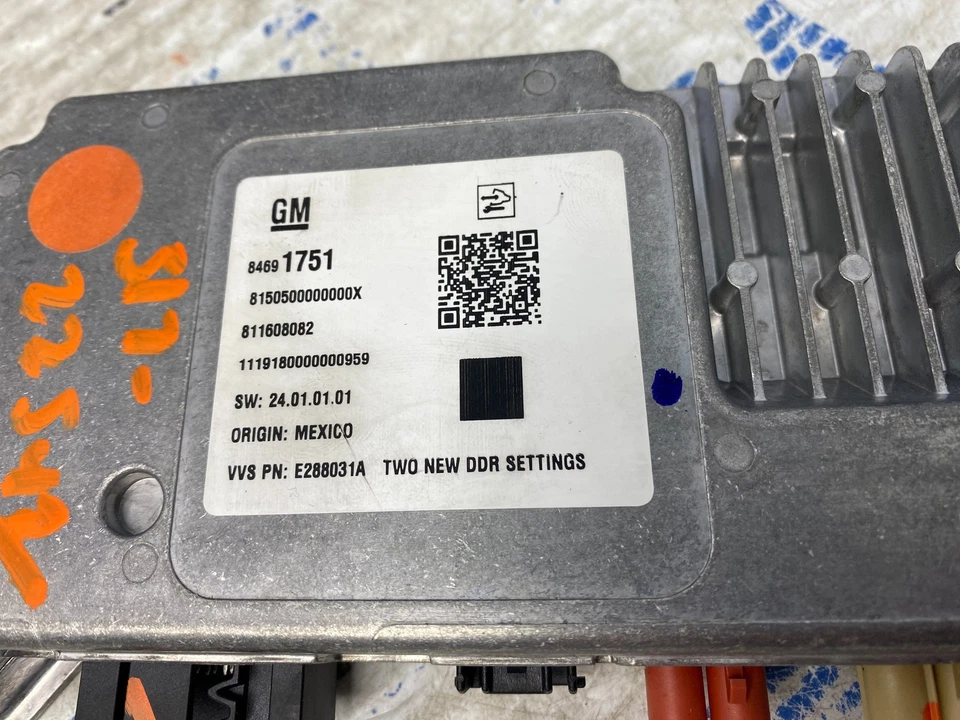 GM
84691751
8150500000000X
811608082
1119180000000959
SW: 24.01.01.01
ORIGIN: MEXICO
VVS PN: E288031A TWO NEW DDR SETTINGS